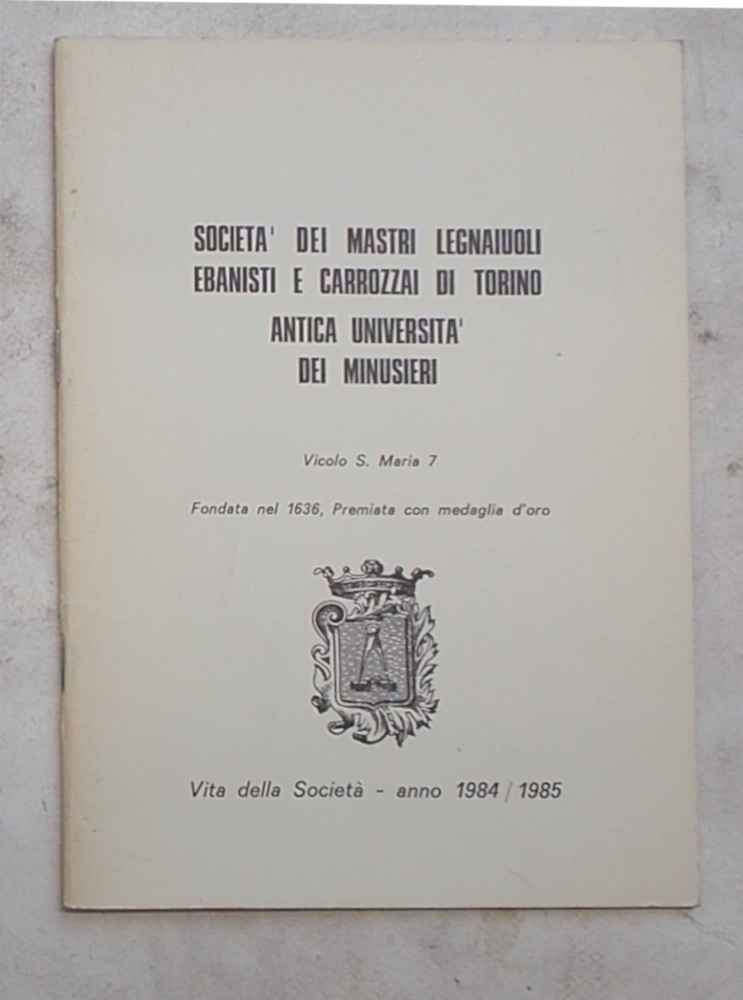 SOCIETA' DEI MASTRI LEGNAIUOLI
EBANISTI E CARROZZAI DI TORINO
ANTICA UNIVERSITA'
DEI MINUSIERI
Vicolo S. Maria 7
Fondata nel 1636, Premiata con medaglia d'oro
Vita della Società - anno 1984/1985